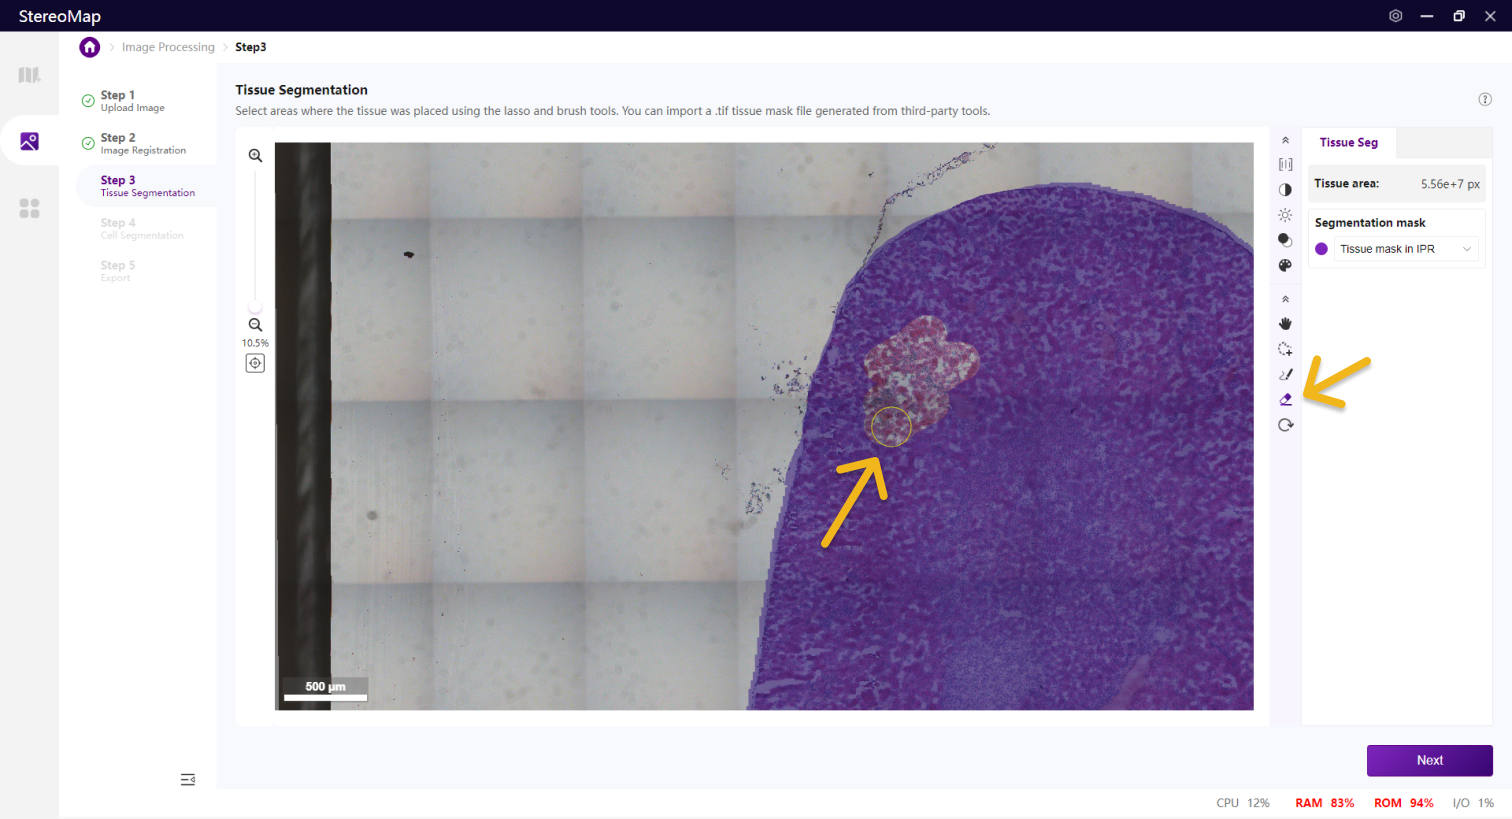 StereoMap
Image Processing
Step3
Step 1
Upload Image
Step 2
Image Registration
Step 3
Tissue Segmentation
Step 4
Cell Segmentation
Step 5
Export
Tissue Segmentation
Select areas where the tissue was placed using the lasso and brush tools. You can import a .tif tissue mask file generated from third-party tools.
10.5%
500 μm
Tissue Seg
Tissue area: 5.56e+7 px
Segmentation mask
Tissue mask in IPR
Next
CPU 12% RAM 83% ROM 94% I/O 1%